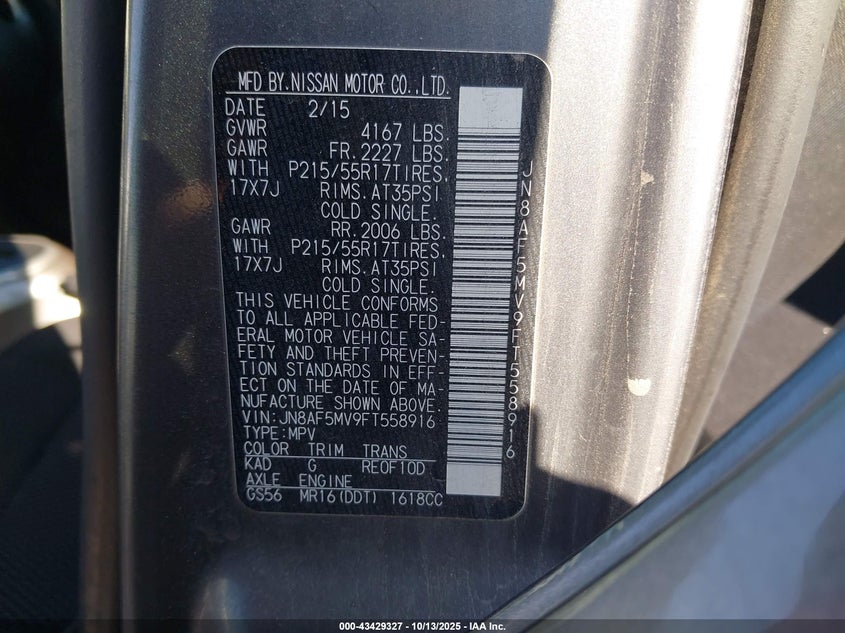 MFD BY.NISSAN MOTOR CO.,LTD.
DATE 2/15
GVWR 4167 LBS.
GAWR FR.2227 LBS.
WITH P215/55R17TIRES.
17X7J RIMS.AT35PSI
COLD SINGLE.
GAWR RR.2006 LBS.
WITH P215/55R17TIRES.
17X7J RIMS.AT35PSI
COLD SINGLE.
THIS VEHICLE CONFORMS
TO ALL APPLICABLE FED-
ERAL MOTOR VEHICLE SA-
FETY AND THEFT PREVEN-
TION STANDARDS IN EFF-
ECT ON THE DATE OF MA-
NUFACTURE SHOWN ABOVE.
VIN:JN8AF5MV9FT558916
TYPE:MPV
COLOR TRIM TRANS
KAD G RE0F10D
AXLE ENGINE
GS56 MR16(DDT) 1618CC
JN8AF5MV9FT558916
000-43429327 - 10/13/2025 - IAA Inc.